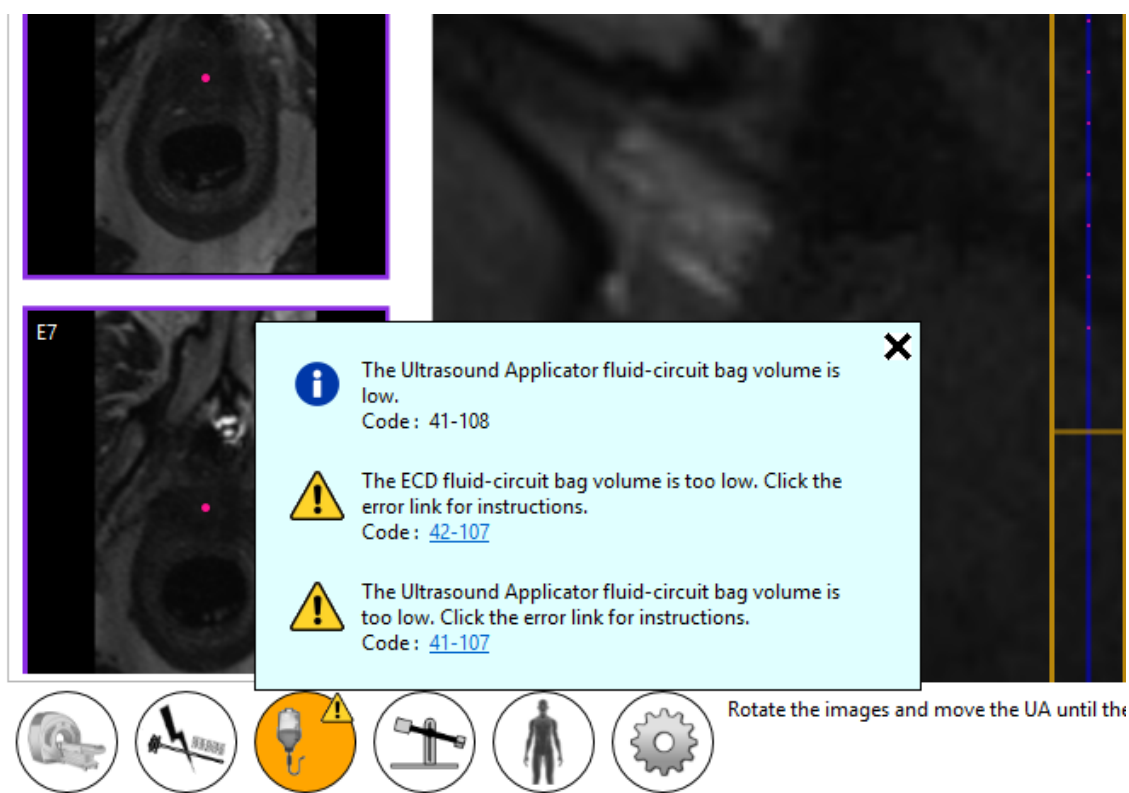 E7
The Ultrasound Applicator fluid-circuit bag volume is
low.
Code : 41-108
The ECD fluid-circuit bag volume is too low. Click the
error link for instructions.
Code : 42-107
The Ultrasound Applicator fluid-circuit bag volume is
too low. Click the error link for instructions.
Code : 41-107
Rotate the images and move the UA until the